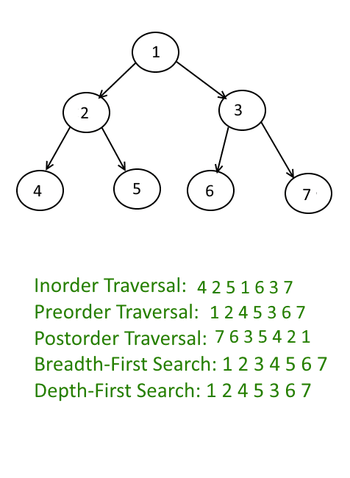 1
2 3
4 5 6 7
Inorder Traversal: 4 2 5 1 6 3 7
Preorder Traversal: 1 2 4 5 3 6 7
Postorder Traversal: 7 6 3 5 4 2 1
Breadth-First Search: 1 2 3 4 5 6 7
Depth-First Search: 1 2 4 5 3 6 7